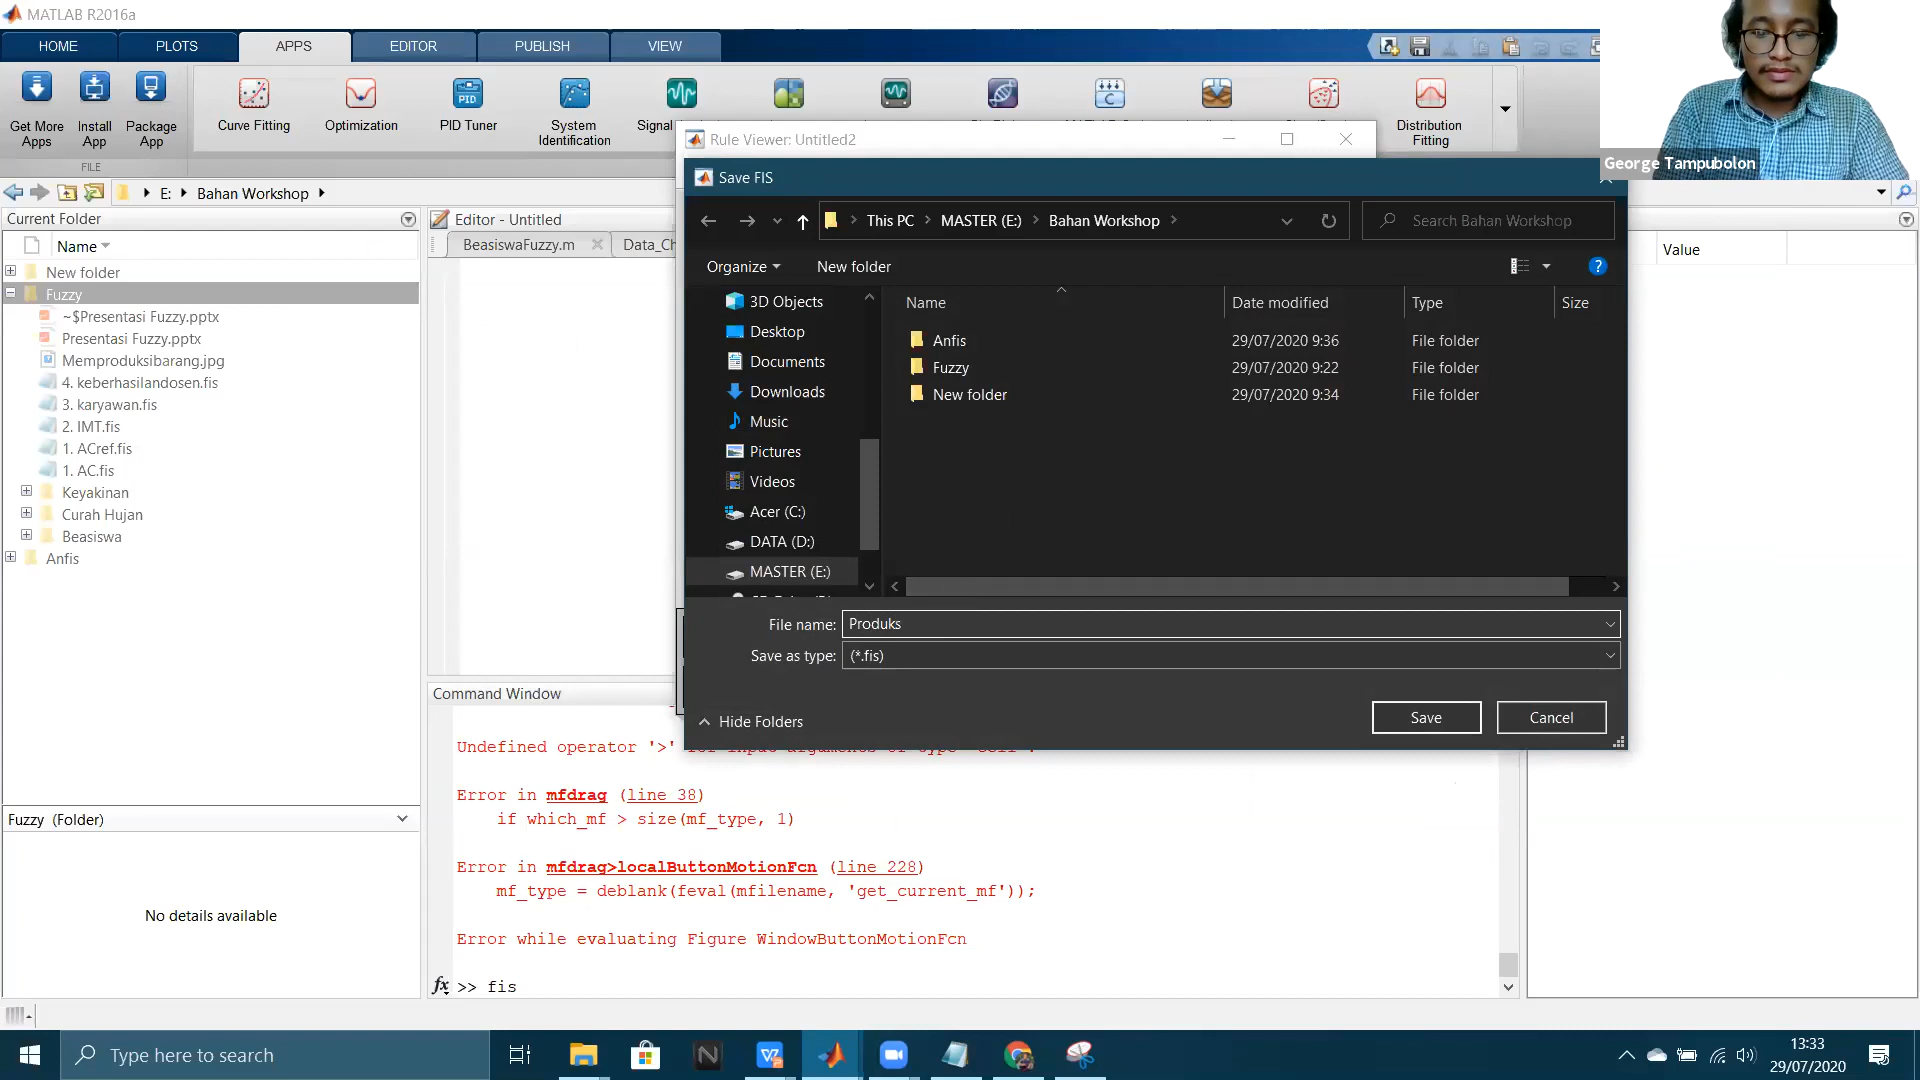 MATLAB R2016a
HOME
PLOTS
APPS
EDITOR
PUBLISH
VIEW
Get More Apps
Install App
Package App
FILE
Curve Fitting
Optimization
PID Tuner
PID
System Identification
Distribution Fitting
George Tampubolon
E:
Bahan Workshop
Current Folder
Name
New folder
Fuzzy
~$Presentasi Fuzzy.pptx
Presentasi Fuzzy.pptx
Memproduksibarang.jpg
4. keberhasilandosen.fis
3. karyawan.fis
2. IMT.fis
1. ACref.fis
1. AC.fis
Keyakinan
Curah Hujan
Beasiswa
Anfis
Fuzzy (Folder)
No details available
Editor - Untitled
BeasiswaFuzzy.m
Value
Rule Viewer: Untitled2
Save FIS
This PC
MASTER (E:)
Bahan Workshop
Search Bahan Workshop
Organize
New folder
3D Objects
Desktop
Documents
Downloads
Music
Pictures
Videos
Acer (C:)
DATA (D:)
MASTER (E:)
Name Date modified Type Size
Anfis 29/07/2020 9:36 File folder
Fuzzy 29/07/2020 9:22 File folder
New folder 29/07/2020 9:34 File folder
File name: Produks
Save as type: (*.fis)
Hide Folders
Save
Cancel
Command Window
Undefined operator '>'
Error in mfdrag (line 38)
if which_mf > size(mf_type, 1)
Error in mfdrag>localButtonMotionFcn (line 228)
mf_type = deblank(feval(mfilename, 'get_current_mf'));
Error while evaluating Figure WindowButtonMotionFcn
fx >> fis
Type here to search
13:33
29/07/2020